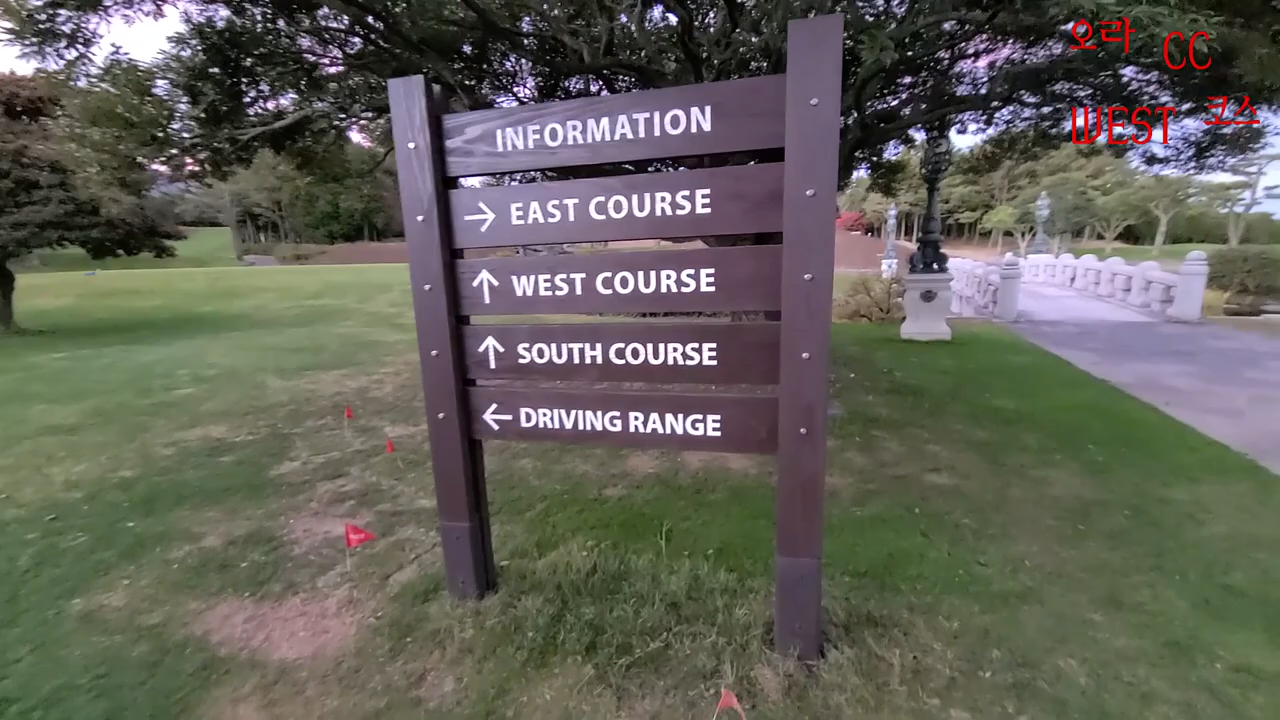 INFORMATION
→ EAST COURSE
↑ WEST COURSE
↑ SOUTH COURSE
← DRIVING RANGE
오라 CC
WEST 코스